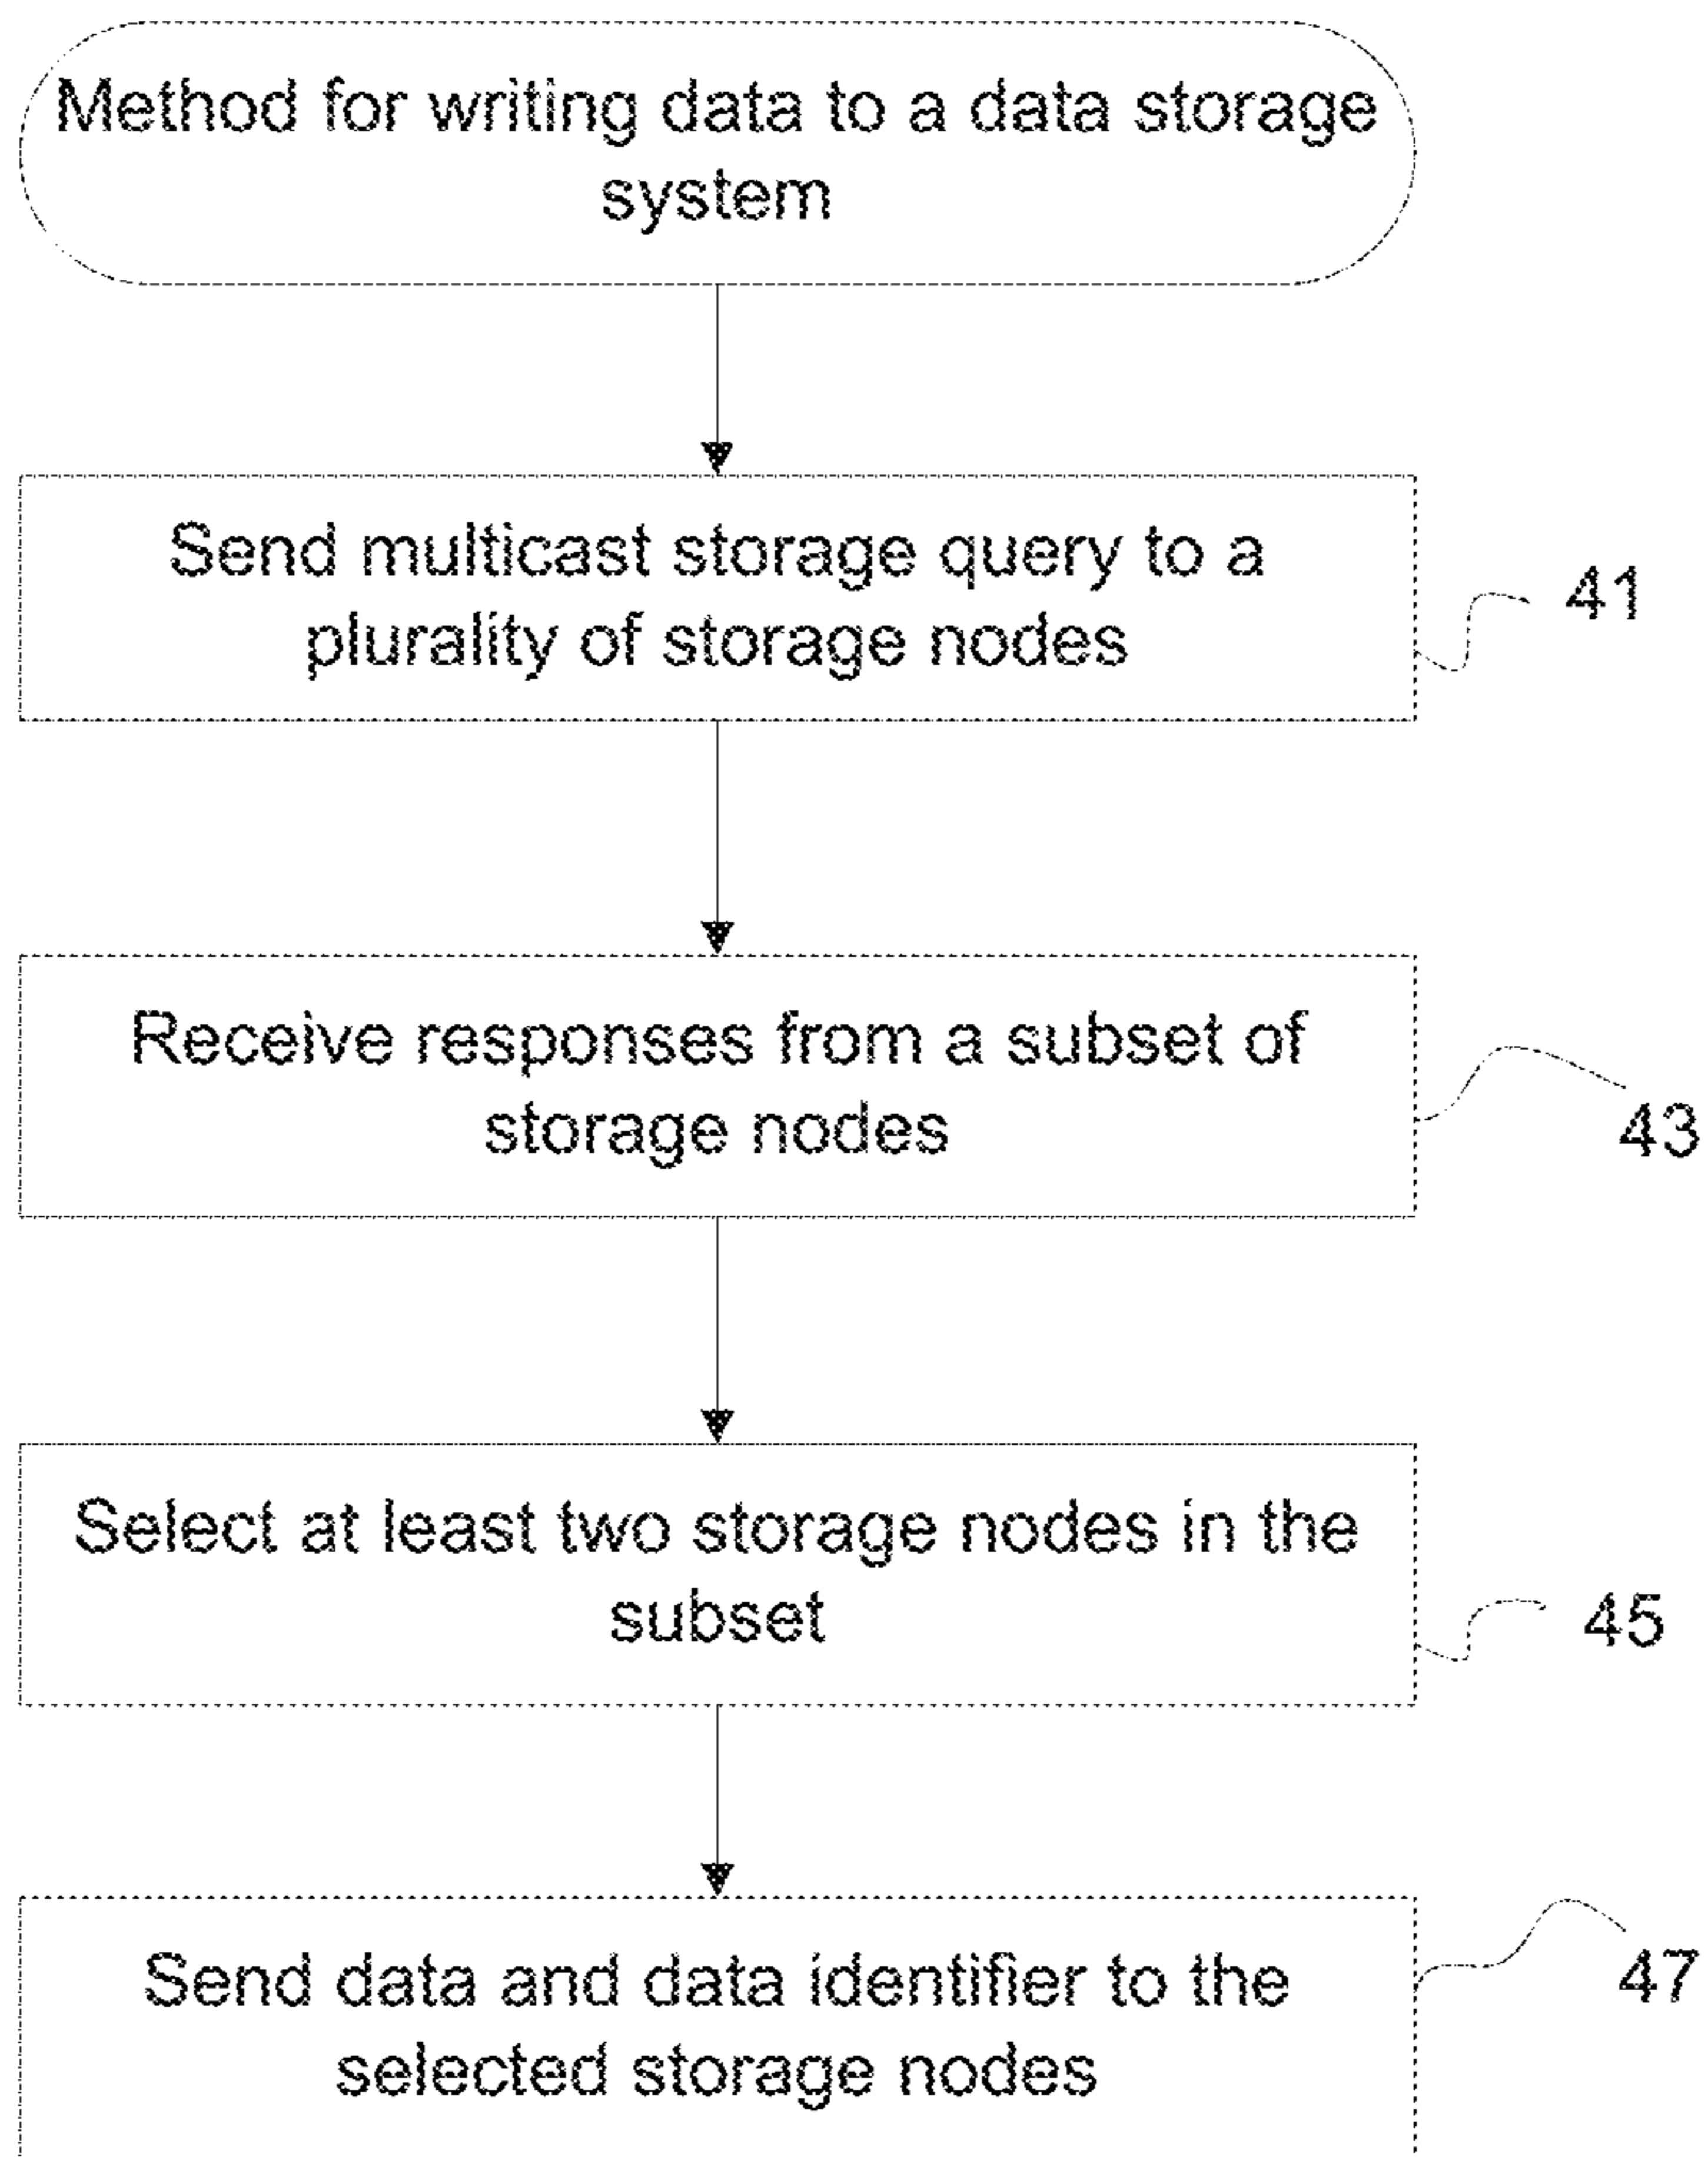 Method for writing data to a data storage
system
Send multicast storage query to a
plurality of storage nodes
41
Receive responses from a subset of
storage nodes
43
Select at least two storage nodes in the
subset
45
Send data and data identifier to the
selected storage nodes
47